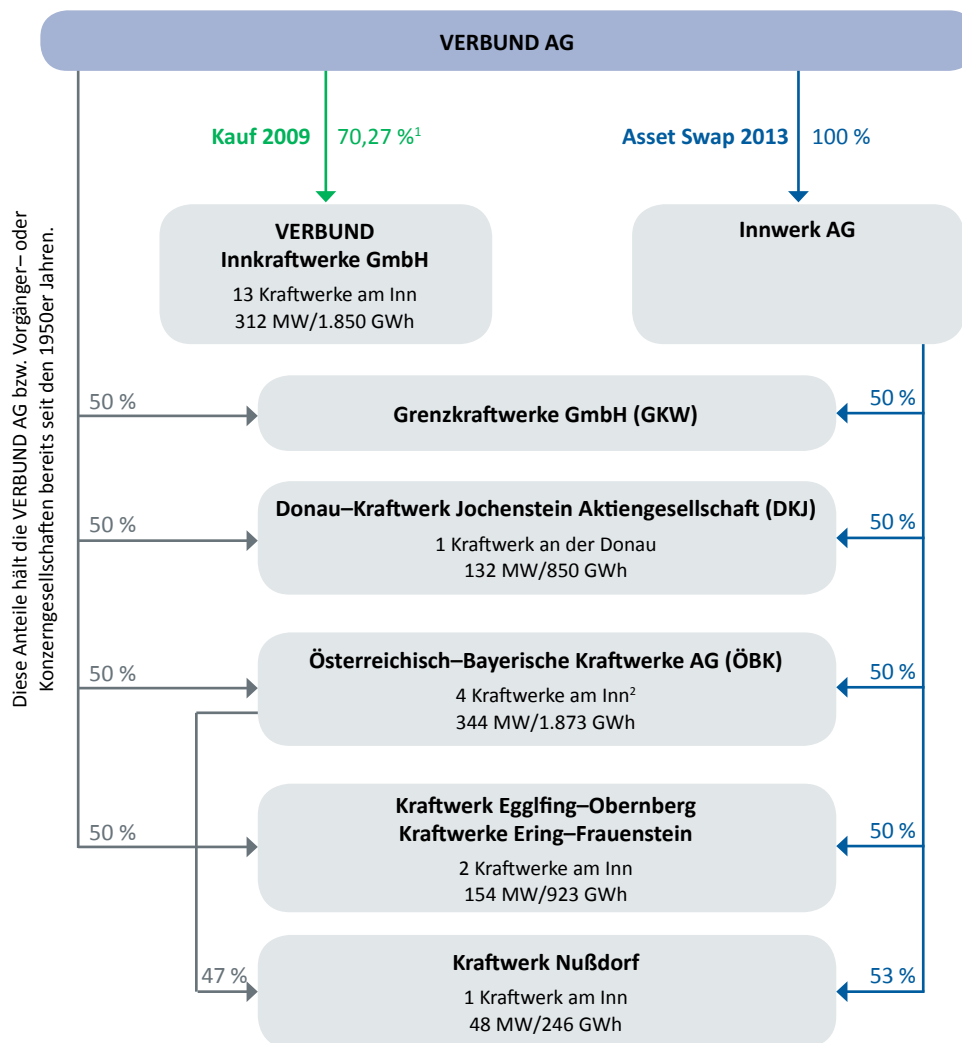 VERBUND AG
Kauf 2009 70,27 %¹
Asset Swap 2013 100 %
Diese Anteile hält die VERBUND AG bzw. Vorgänger– oder
Konzerngesellschaften bereits seit den 1950er Jahren.
VERBUND
Innkraftwerke GmbH
13 Kraftwerke am Inn
312 MW/1.850 GWh
Innwerk AG
50 %
Grenzkraftwerke GmbH (GKW)
50 %
50 %
Donau–Kraftwerk Jochenstein Aktiengesellschaft (DKJ)
1 Kraftwerk an der Donau
132 MW/850 GWh
50 %
50 %
Österreichisch–Bayerische Kraftwerke AG (ÖBK)
4 Kraftwerke am Inn²
344 MW/1.873 GWh
50 %
50 %
Kraftwerk Egglfing–Obernberg
Kraftwerke Ering–Frauenstein
2 Kraftwerke am Inn
154 MW/923 GWh
50 %
47 %
Kraftwerk Nußdorf
1 Kraftwerk am Inn
48 MW/246 GWh
53 %